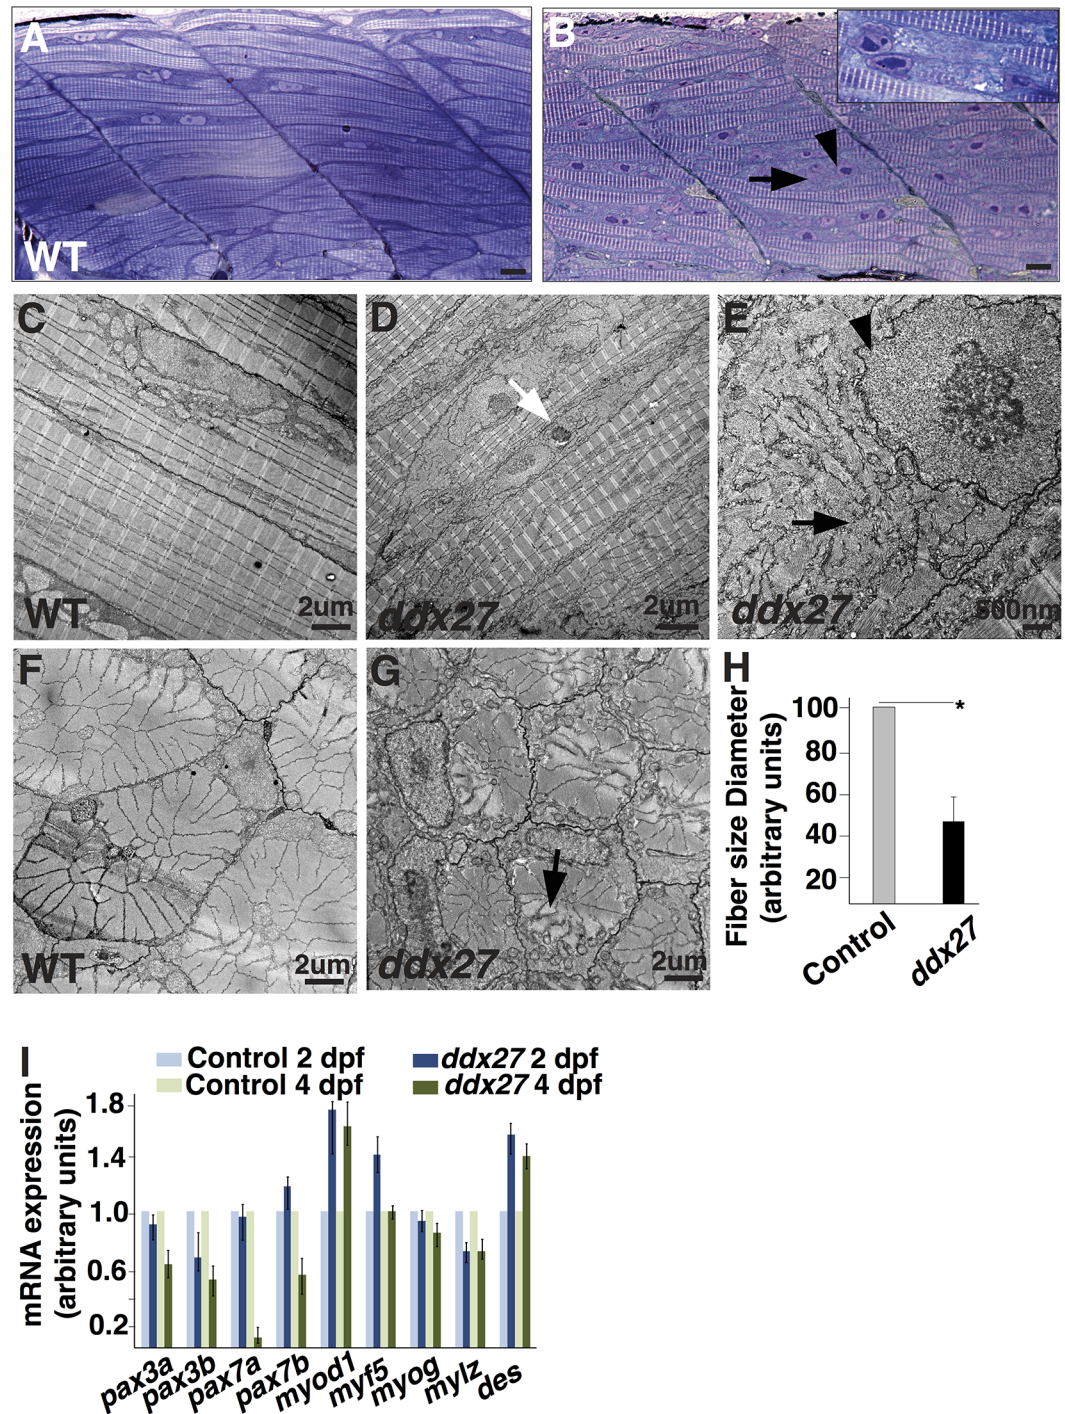 A
WT
B
C
WT
2um
D
ddx27
2um
E
ddx27
500nm
F
WT
2um
G
ddx27
2um
H
Fiber size Diameter
(arbitrary units)
100
80
60
40
20
*
Control
ddx27
I
Control 2 dpf
ddx27 2 dpf
Control 4 dpf
ddx27 4 dpf
mRNA expression
(arbitrary units)
1.8
1.4
1.0
0.6
0.2
pax3a
pax3b
pax7a
pax7b
myod1
myf5
myog
mylz
des